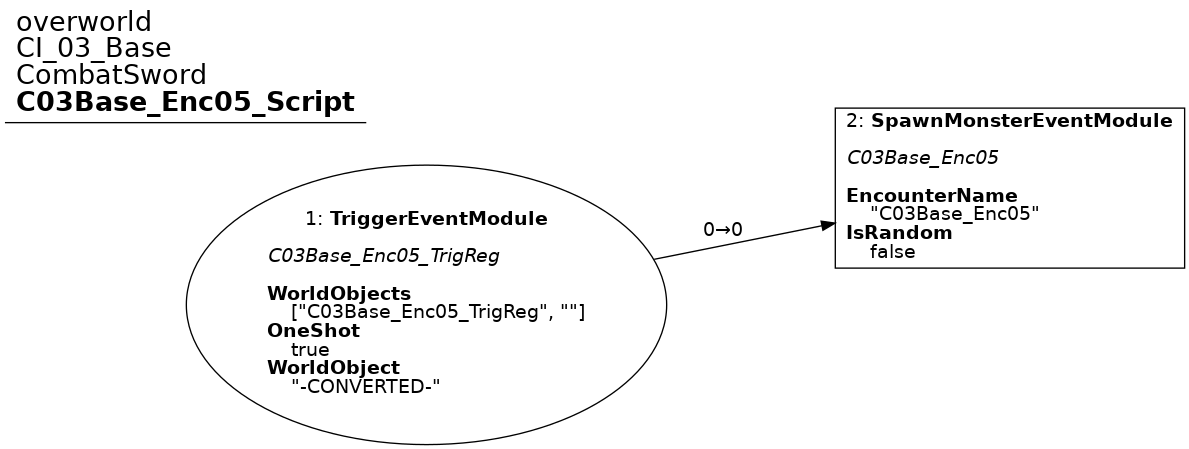 overworld
CI_03_Base
CombatSword
C03Base_Enc05_Script
1: TriggerEventModule
C03Base_Enc05_TrigReg
WorldObjects
["C03Base_Enc05_TrigReg", ""]
OneShot
true
WorldObject
"-CONVERTED-"
0→0
2: SpawnMonsterEventModule
C03Base_Enc05
EncounterName
"C03Base_Enc05"
IsRandom
false